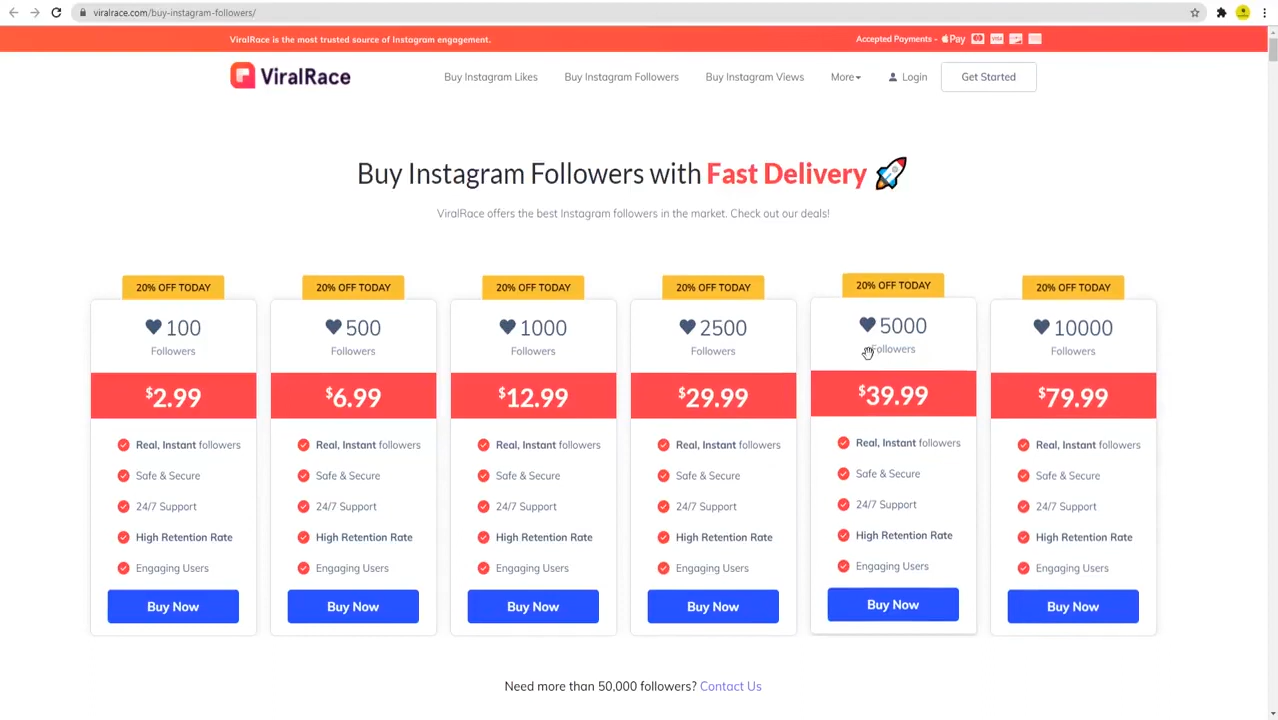 viralrace.com/buy-instagram-followers/
ViralRace is the most trusted source of Instagram engagement.
Accepted Payments - Pay VISA
ViralRace
Buy Instagram Likes
Buy Instagram Followers
Buy Instagram Views
More
Login
Get Started
Buy Instagram Followers with Fast Delivery
ViralRace offers the best Instagram followers in the market. Check out our deals!
20% OFF TODAY
100
Followers
$2.99
Real, Instant followers
Safe & Secure
24/7 Support
High Retention Rate
Engaging Users
Buy Now
20% OFF TODAY
500
Followers
$6.99
Real, Instant followers
Safe & Secure
24/7 Support
High Retention Rate
Engaging Users
Buy Now
20% OFF TODAY
1000
Followers
$12.99
Real, Instant followers
Safe & Secure
24/7 Support
High Retention Rate
Engaging Users
Buy Now
20% OFF TODAY
2500
Followers
$29.99
Real, Instant followers
Safe & Secure
24/7 Support
High Retention Rate
Engaging Users
Buy Now
20% OFF TODAY
5000
Followers
$39.99
Real, Instant followers
Safe & Secure
24/7 Support
High Retention Rate
Engaging Users
Buy Now
20% OFF TODAY
10000
Followers
$79.99
Real, Instant followers
Safe & Secure
24/7 Support
High Retention Rate
Engaging Users
Buy Now
Need more than 50,000 followers? Contact Us